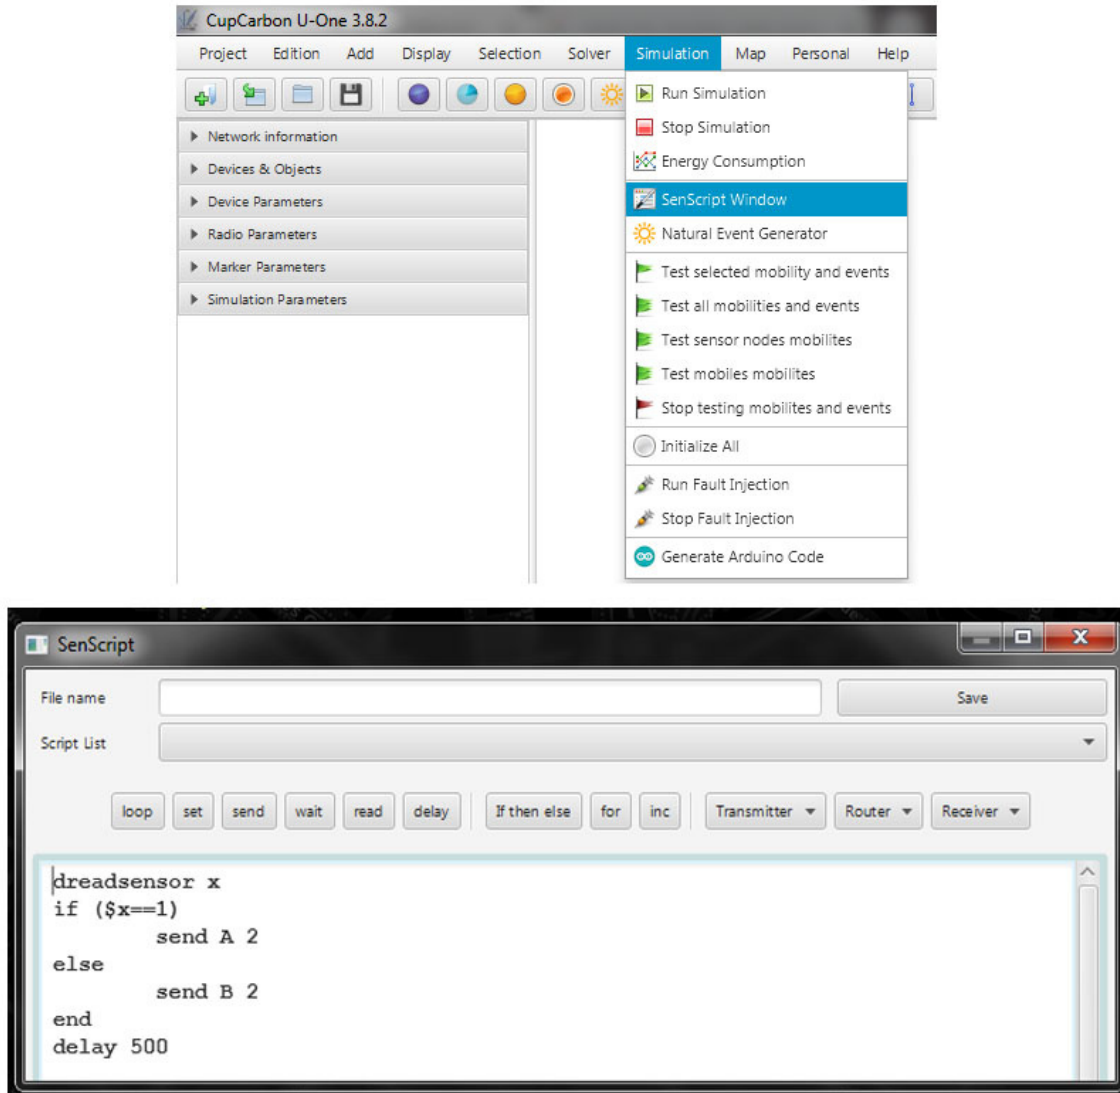 CupCarbon U-One 3.8.2
Project Edition Add Display Selection Solver Simulation Map Personal Help
Network information
Devices & Objects
Device Parameters
Radio Parameters
Marker Parameters
Simulation Parameters
Run Simulation
Stop Simulation
Energy Consumption
SenScript Window
Natural Event Generator
Test selected mobility and events
Test all mobilities and events
Test sensor nodes mobilites
Test mobiles mobilites
Stop testing mobilites and events
Initialize All
Run Fault Injection
Stop Fault Injection
Generate Arduino Code
SenScript
File name Save
Script List
loop set send wait read delay If then else for inc Transmitter Router Receiver
dreadsensor x
if ($x==1)
send A 2
else
send B 2
end
delay 500